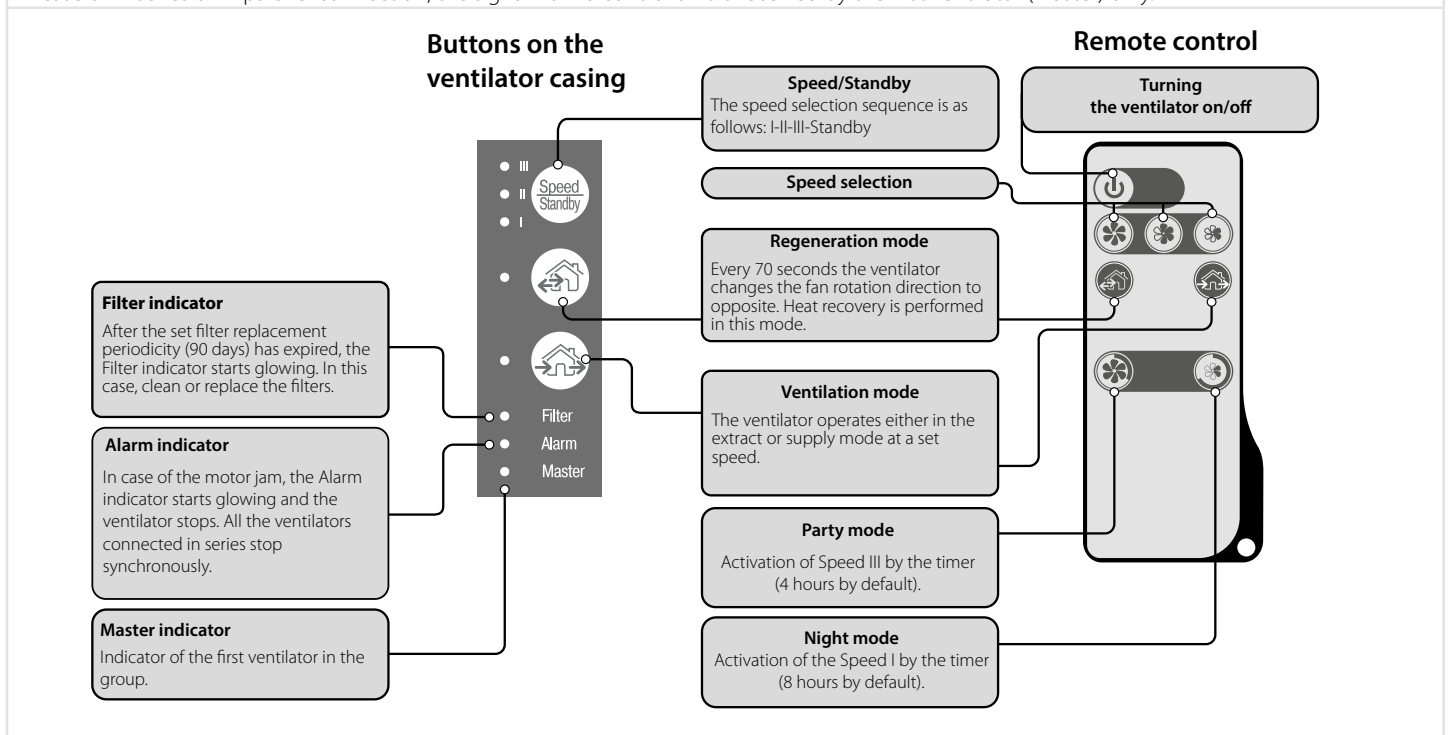 Buttons on the
ventilator casing
Remote control
Speed/Standby
The speed selection sequence is as
follows: I-II-III-Standby
Turning
the ventilator on/off
Speed selection
III
II
I
Speed
Standby
Regeneration mode
Every 70 seconds the ventilator
changes the fan rotation direction to
opposite. Heat recovery is performed
in this mode.
Filter indicator
After the set filter replacement
periodicity (90 days) has expired, the
Filter indicator starts glowing. In this
case, clean or replace the filters.
Ventilation mode
The ventilator operates either in the
extract or supply mode at a set
speed.
Filter
Alarm
Master
Alarm indicator
In case of the motor jam, the Alarm
indicator starts glowing and the
ventilator stops. All the ventilators
connected in series stop
synchronously.
Party mode
Activation of Speed III by the timer
(4 hours by default).
Master indicator
Indicator of the first ventilator in the
group.
Night mode
Activation of the Speed I by the timer
(8 hours by default).